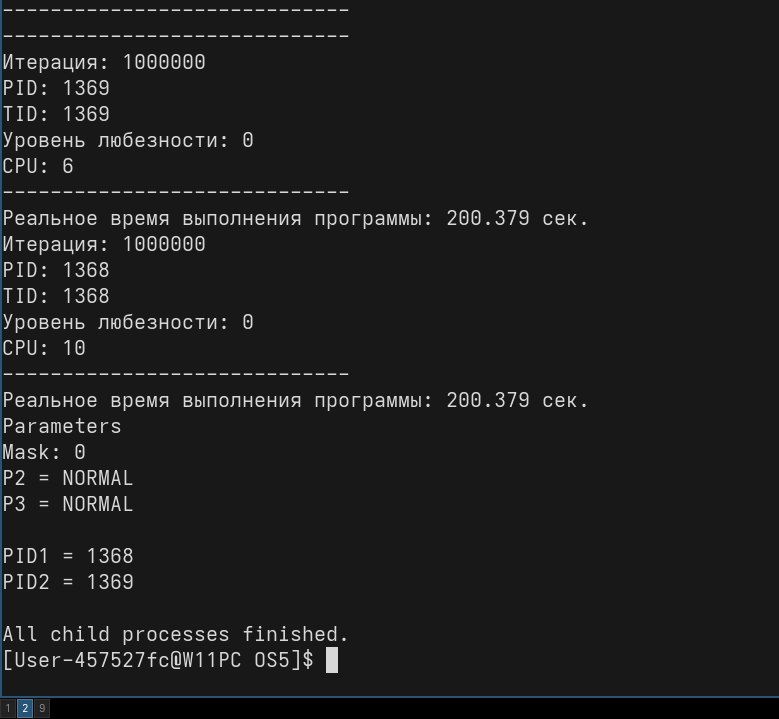 -----------------------------
-----------------------------
Итерация: 1000000
PID: 1369
TID: 1369
Уровень любезности: 0
CPU: 6
-----------------------------
Реальное время выполнения программы: 200.379 сек.
Итерация: 1000000
PID: 1368
TID: 1368
Уровень любезности: 0
CPU: 10
-----------------------------
Реальное время выполнения программы: 200.379 сек.
Parameters
Mask: 0
P2 = NORMAL
P3 = NORMAL
PID1 = 1368
PID2 = 1369
All child processes finished.
[User-457527fc@W11PC OS5]$
1 2 9